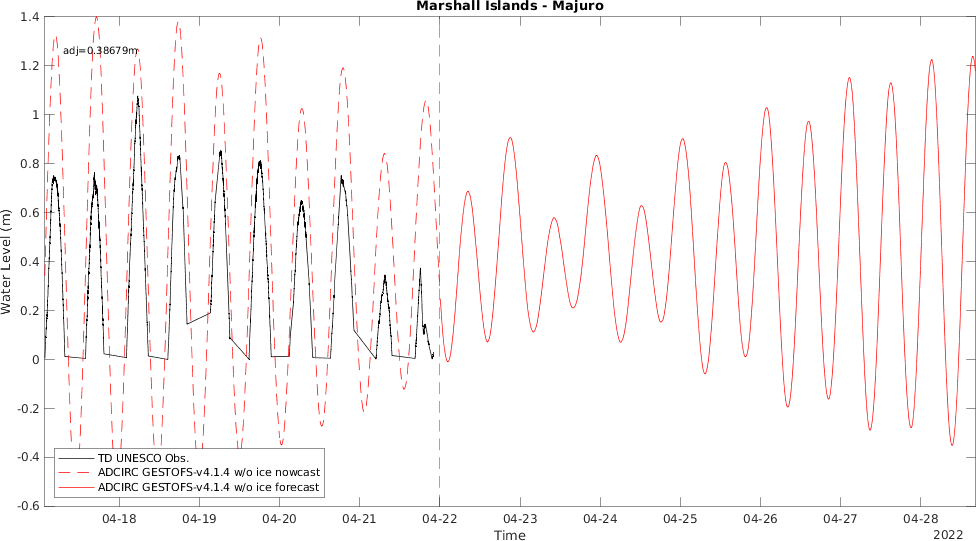 Marshall Islands - Majuro
1.4
adj=0.38679m
1.2
1
0.8
0.6
0.4
0.2
0
-0.2
-0.4
-0.6
Water Level (m)
TD UNESCO Obs.
ADCIRC GESTOFS-v4.1.4 w/o ice nowcast
ADCIRC GESTOFS-v4.1.4 w/o ice forecast
04-18 04-19 04-20 04-21 04-22 04-23 04-24 04-25 04-26 04-27 04-28
Time
2022